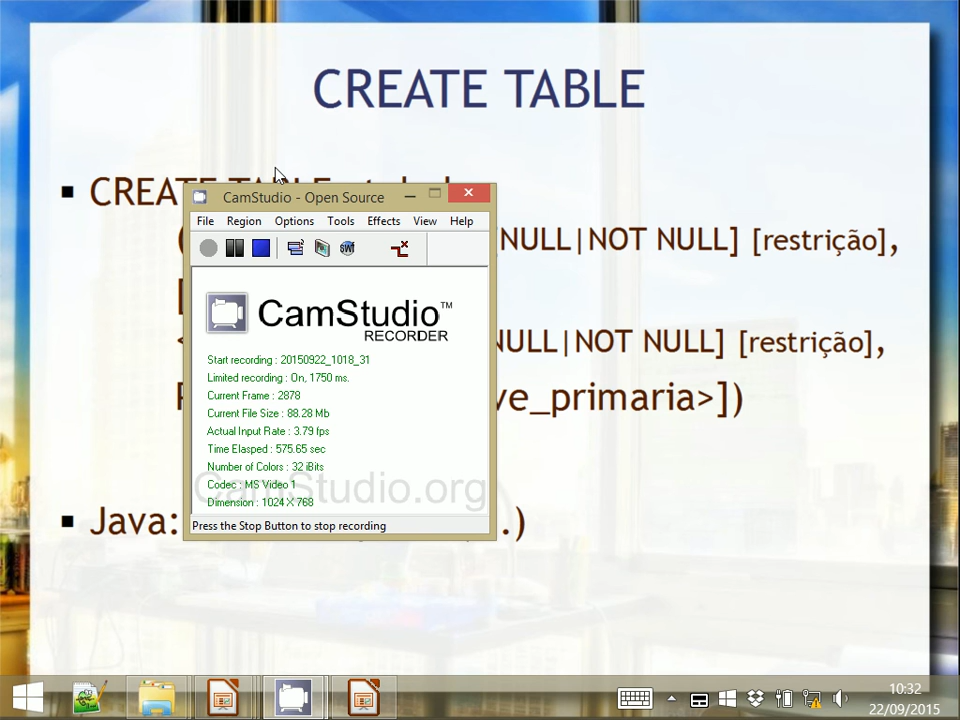 CREATE TABLE
CREATE TABLE
CamStudio - Open Source
File Region Options Tools Effects View Help
NULL|NOT NULL] [restrição],
CamStudio™
RECORDER
NULL|NOT NULL] [restrição],
Start recording : 20150922_1018_31
Limited recording : On, 1750 ms.
Current Frame : 2878
ve_primaria>])
Current File Size : 88.28 Mb
Actual Input Rate : 3.79 fps
Time Elasped : 575.65 sec
Number of Colors : 32 iBits
CamStudio.org
Codec : MS Video 1
Dimension : 1024 X 768
Java: .)
Press the Stop Button to stop recording
10:32
22/09/2015